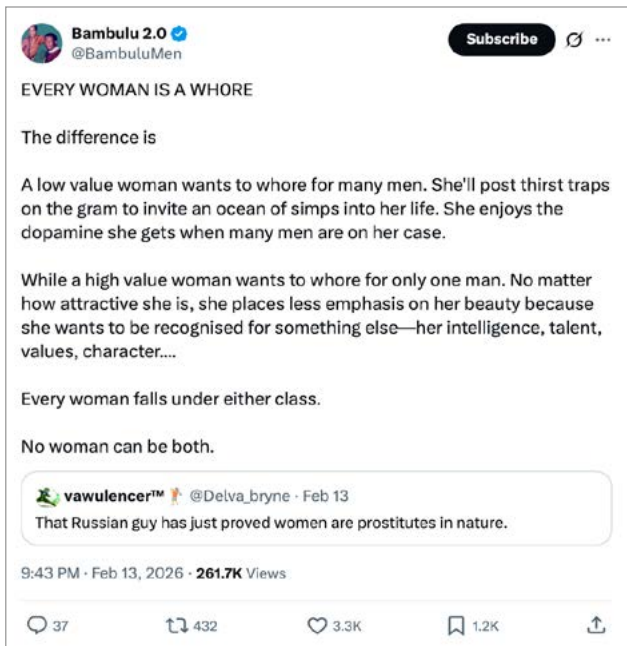 Bambulu 2.0
Subscribe
@BambuluMen
EVERY WOMAN IS A WHORE
The difference is
A low value woman wants to whore for many men. She'll post thirst traps
on the gram to invite an ocean of simps into her life. She enjoys the
dopamine she gets when many men are on her case.
While a high value woman wants to whore for only one man. No matter
how attractive she is, she places less emphasis on her beauty because
she wants to be recognised for something else—her intelligence, talent,
values, character....
Every woman falls under either class.
No woman can be both.
vawulencer™ @Delva_bryne · Feb 13
That Russian guy has just proved women are prostitutes in nature.
9:43 PM · Feb 13, 2026 · 261.7K Views
37 432 3.3K 1.2K